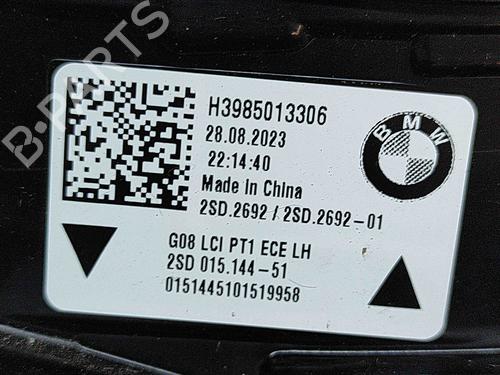 B-PARTS
H3985013306
28.08.2023
22:14:40
Made in China
2SD.2692 / 2SD.2692-01
BMW
G08 LCI PT1 ECE LH
2SD 015.144-51
0151445101519958